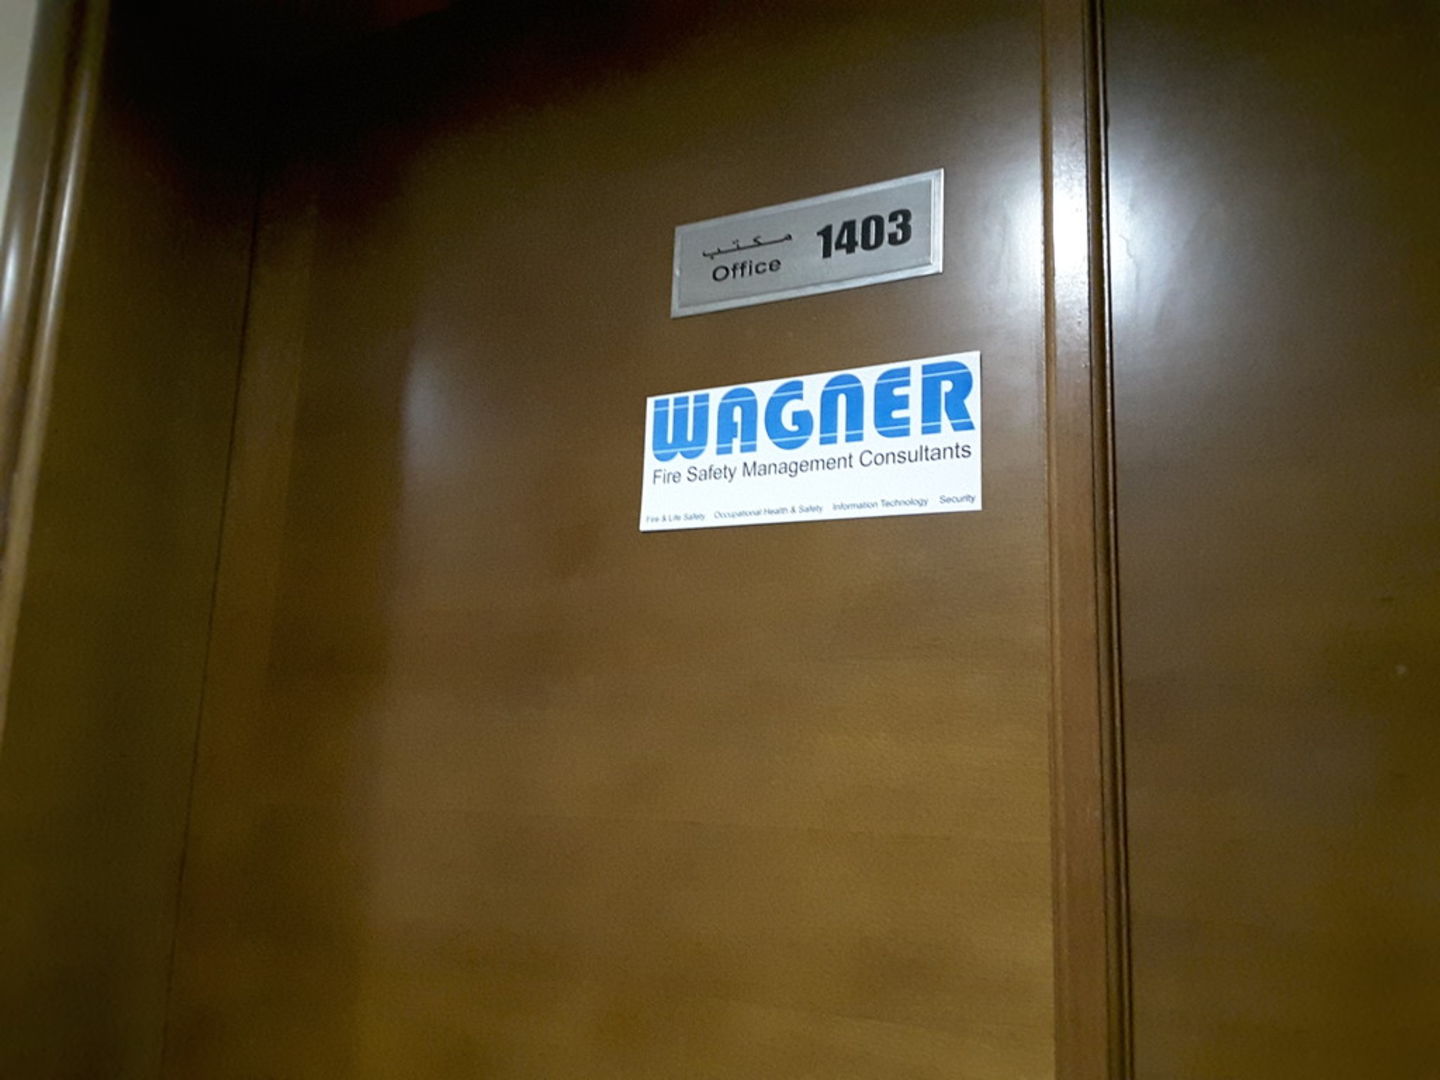 مكتب
Office
1403
WAGNER
Fire Safety Management Consultants
Fire & Life Safety Occupational Health & Safety Information Technology Security